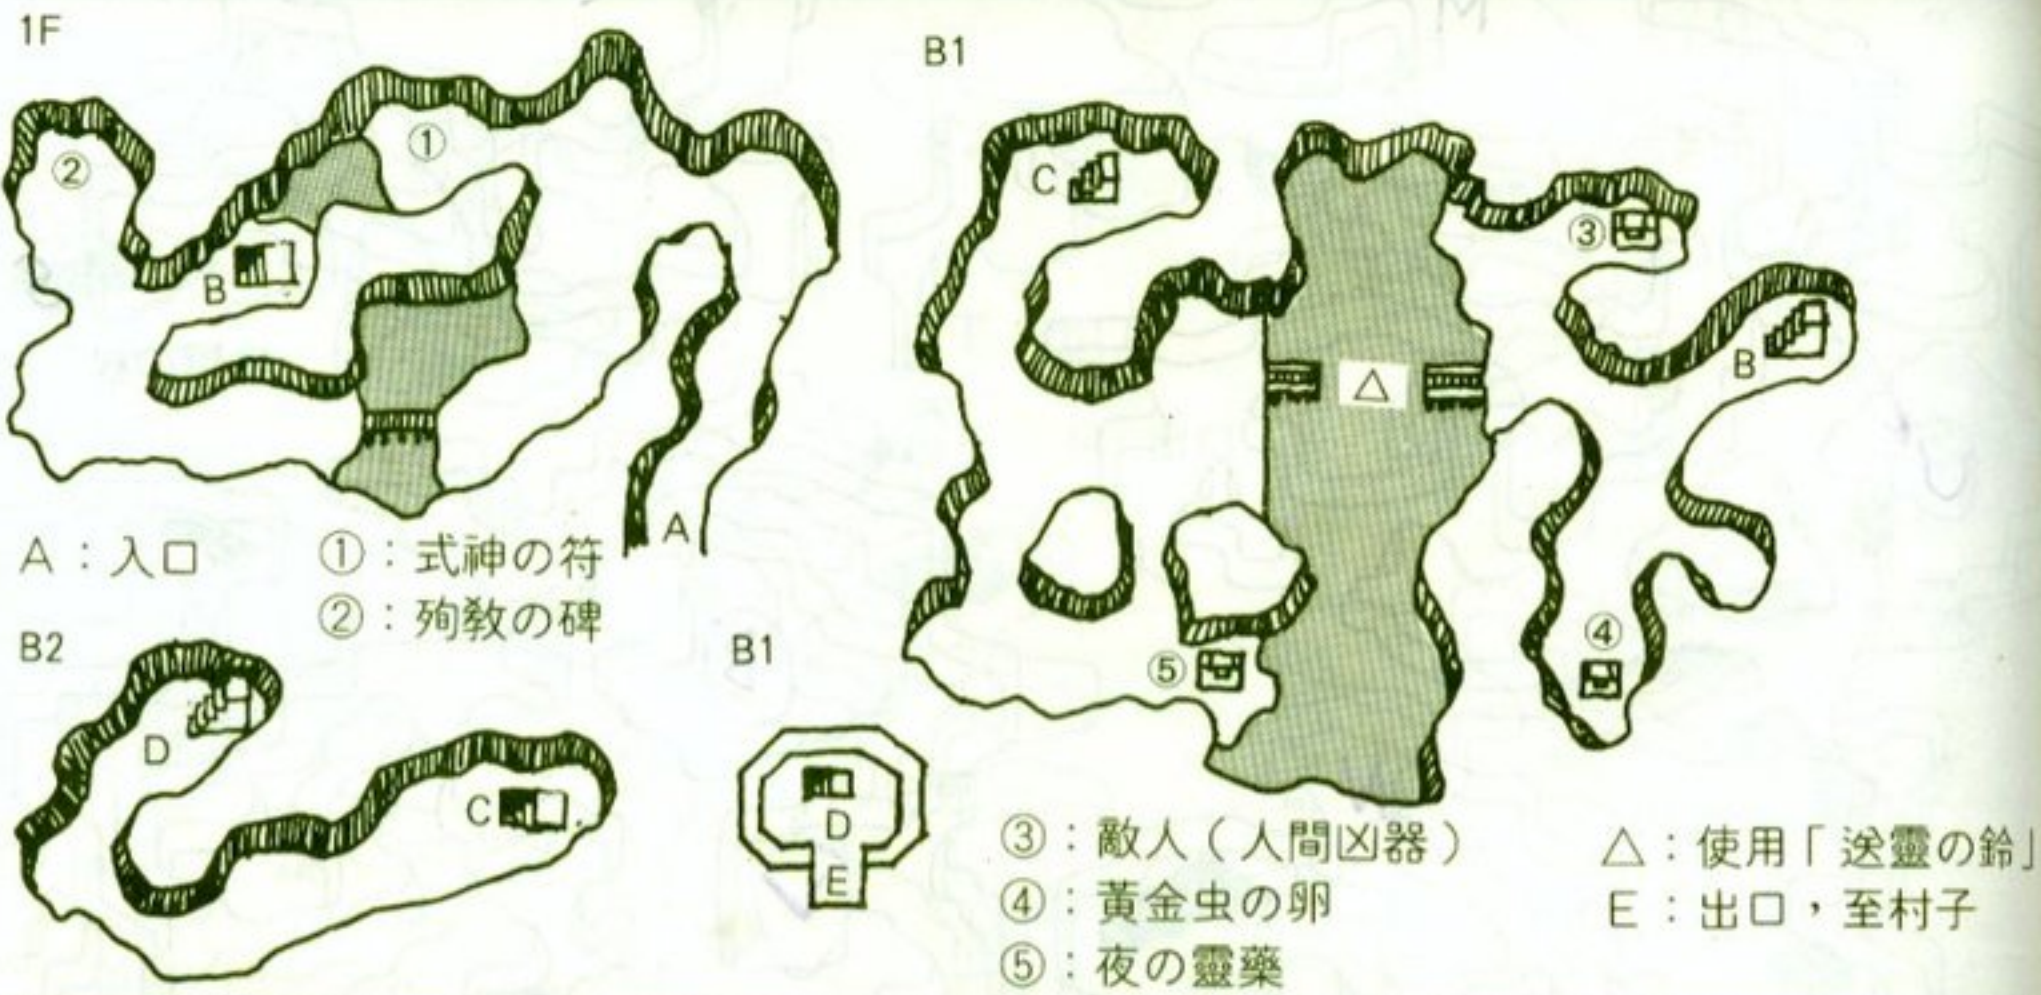 1F
①
②
B
A
A：入口
①：式神の符
②：殉教の碑
B1
C
③
B
△
④
⑤
B2
D
C
B1
D
E
③：敵人（人間凶器）
④：黃金虫の卵
⑤：夜の靈藥
△：使用「送靈の鈴」
E：出口，至村子